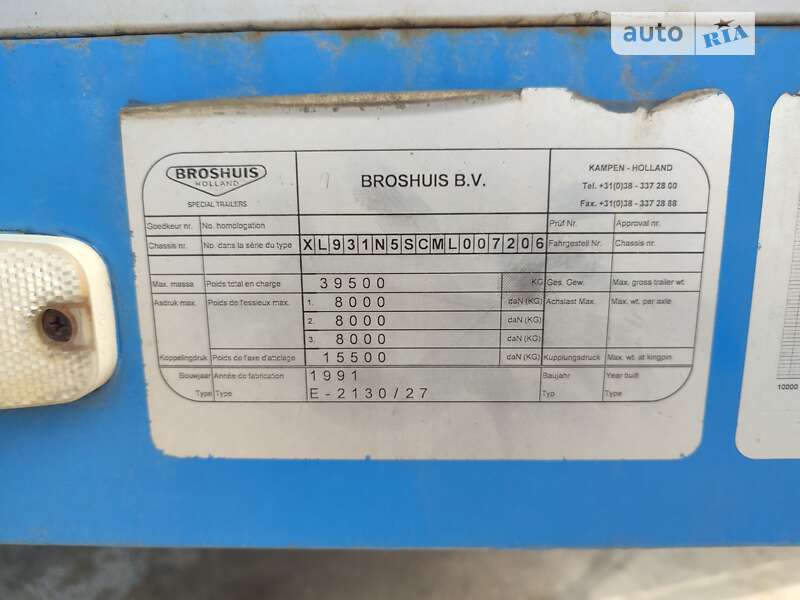 auto RIA
BROSHUIS
HOLLAND
SPECIAL TRAILERS
BROSHUIS B.V.
KAMPEN - HOLLAND
Tel. +31(0)38 - 337 28 00
Fax. +31(0)38 - 337 28 88
Goedkeur nr. No. homologation Prüf Nr. Approval nr.
Chassis nr. No. dans la série du type XL931N5SCML007206 Fahrgestell Nr. Chassis nr.
Max. massa Poids total en charge 39500 KG Ges. Gew. Max. gross trailer wt.
Asdruk max. Poids de l'essieux max. 1. 8000 daN (KG) Achslast Max. Max. wt. per axle
2. 8000 daN (KG)
3. 8000 daN (KG)
Koppelingdruk Poids de l'axe d'attelage 15500 daN (KG) Kupplungsdruck Max. wt. at kingpin
Bouwjaar Année de fabrication 1991 Baujahr Year built
Type Type E-2130/27 Typ Type
10000